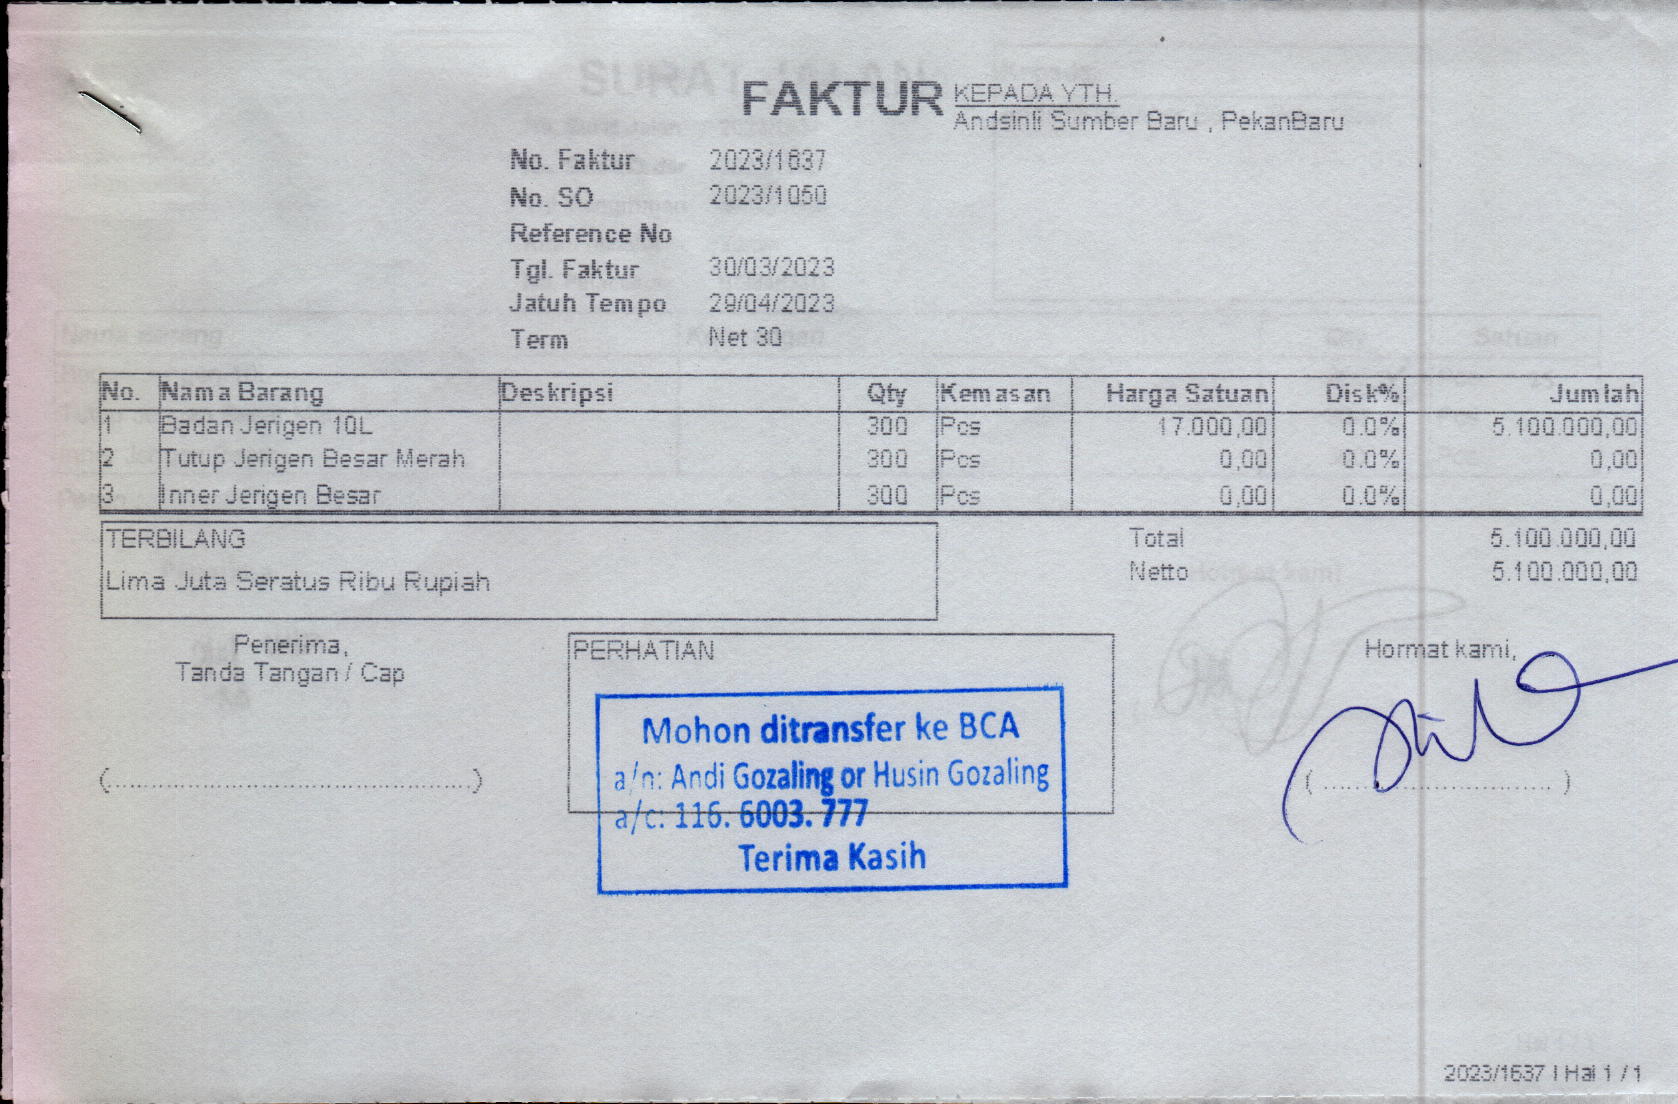 FAKTUR
KEPADA YTH.
Andsinli Sumber Baru , PekanBaru
No. Faktur 2023/1637
No. SO 2023/1050
Reference No
Tgl. Faktur 30/03/2023
Jatuh Tempo 29/04/2023
Term Net 30
No. Nama Barang Deskripsi Qty Kemasan Harga Satuan Disk% Jumlah
1 Badan Jerigen 10L 300 Pcs 17.000,00 0.0% 5.100.000,00
2 Tutup Jerigen Besar Merah 300 Pcs 0,00 0.0% 0,00
3 Inner Jerigen Besar 300 Pcs 0,00 0.0% 0,00
TERBILANG
Lima Juta Seratus Ribu Rupiah
Total 5.100.000,00
Netto 5.100.000,00
Penerima,
Tanda Tangan / Cap
PERHATIAN
Hormat kami,
Mohon ditransfer ke BCA
a/n: Andi Gozaling or Husin Gozaling
a/c: 116. 6003. 777
Terima Kasih
2023/1637 | Hal 1 / 1